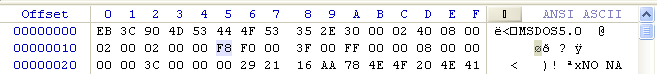 Offset 0 1 2 3 4 5 6 7 8 9 A B C D E F ANSI ASCII
00000000 EB 3C 90 4D 53 44 4F 53 35 2E 30 00 02 40 08 00 ë<MSDOS5.0 @
00000010 02 00 02 00 00 F8 F0 00 3F 00 FF 00 00 08 00 00 øð ? ÿ
00000020 00 00 00 00 00 00 29 21 16 AA 78 4E 4F 20 4E 41 < )! ªxNO NA